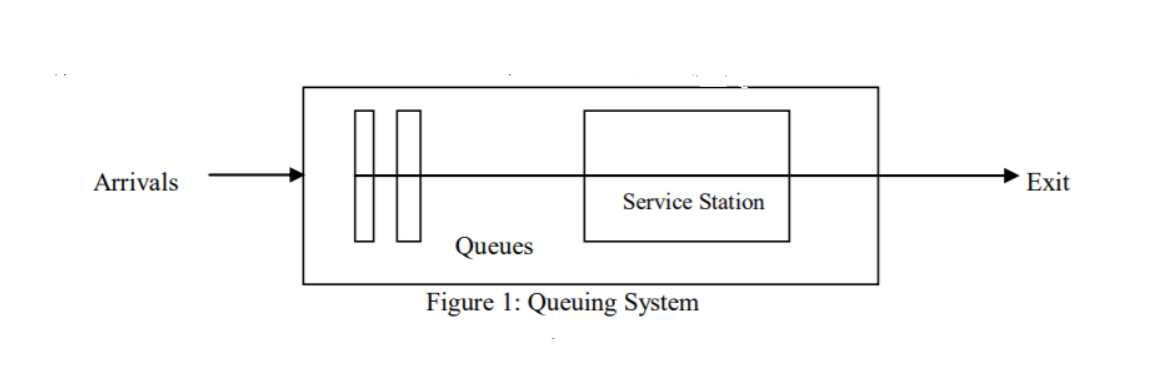 Arrivals
Exit
Service Station
Queues
Figure 1: Queuing System